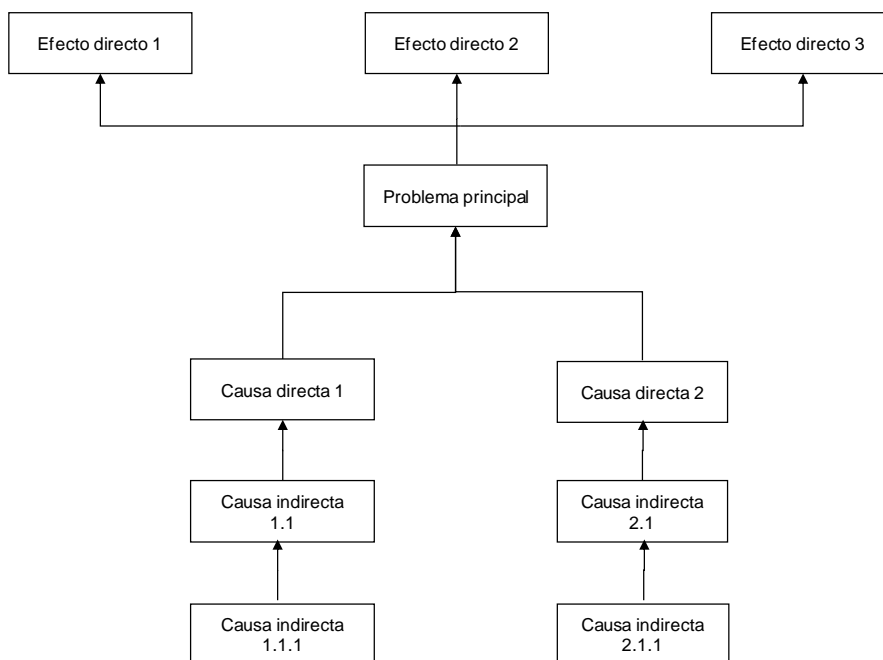 Efecto directo 1
Efecto directo 2
Efecto directo 3
Problema principal
Causa directa 1
Causa directa 2
Causa indirecta
1.1
Causa indirecta
2.1
Causa indirecta
1.1.1
Causa indirecta
2.1.1